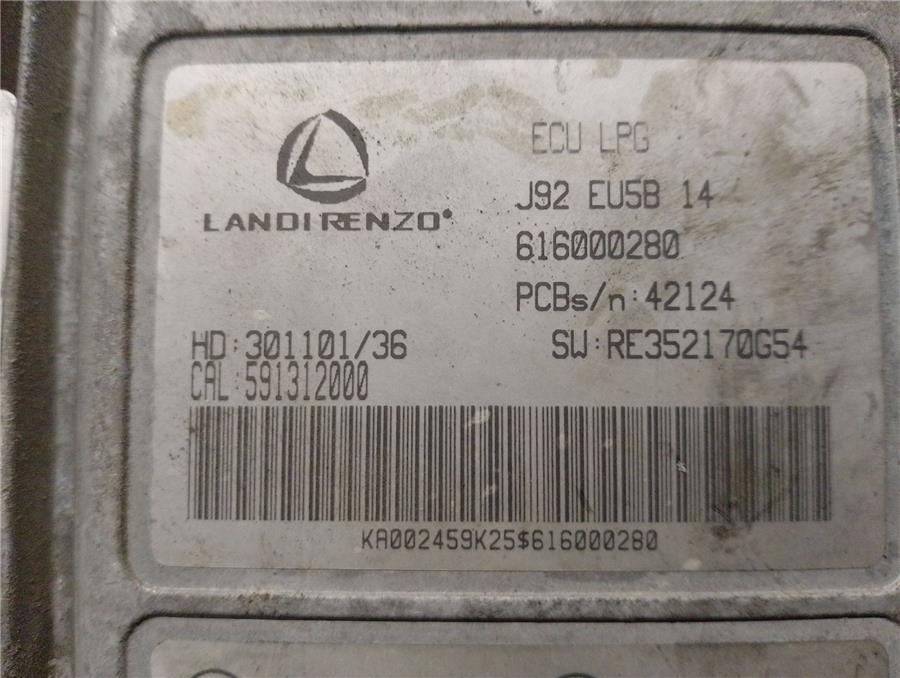 LANDIRENZO®
ECU LPG
J92 EU5B 14
616000280
PCBs/n:42124
HD:301101/36 SW:RE352170G54
CAL:591312000
KA002459K25$616000280